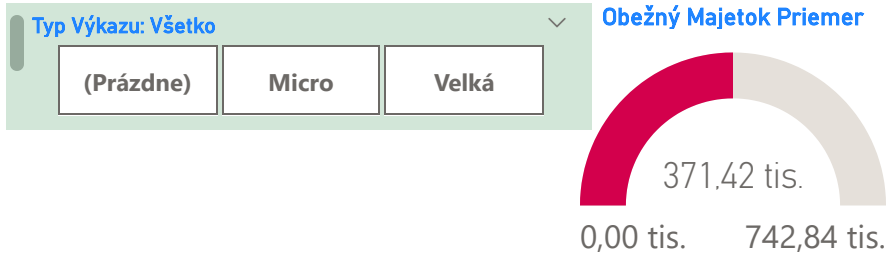 Typ Výkazu: Všetko
(Prázdne) Micro Velká
Obežný Majetok Priemer
371,42 tis.
0,00 tis. 742,84 tis.